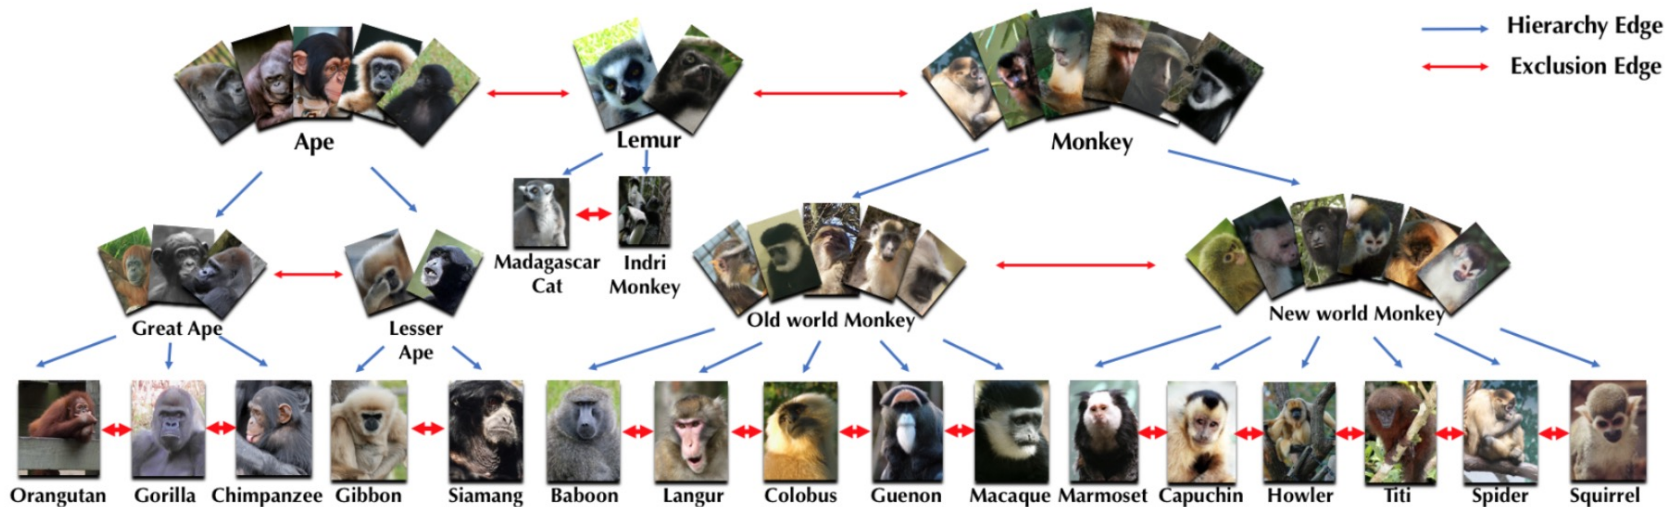 Hierarchy Edge
Exclusion Edge
Ape
Lemur
Monkey
Madagascar
Cat
Indri
Monkey
Great Ape
Lesser
Ape
Old world Monkey
New world Monkey
Orangutan
Gorilla
Chimpanzee
Gibbon
Siamang
Baboon
Langur
Colobus
Guenon
Macaque
Marmoset
Capuchin
Howler
Titi
Spider
Squirrel